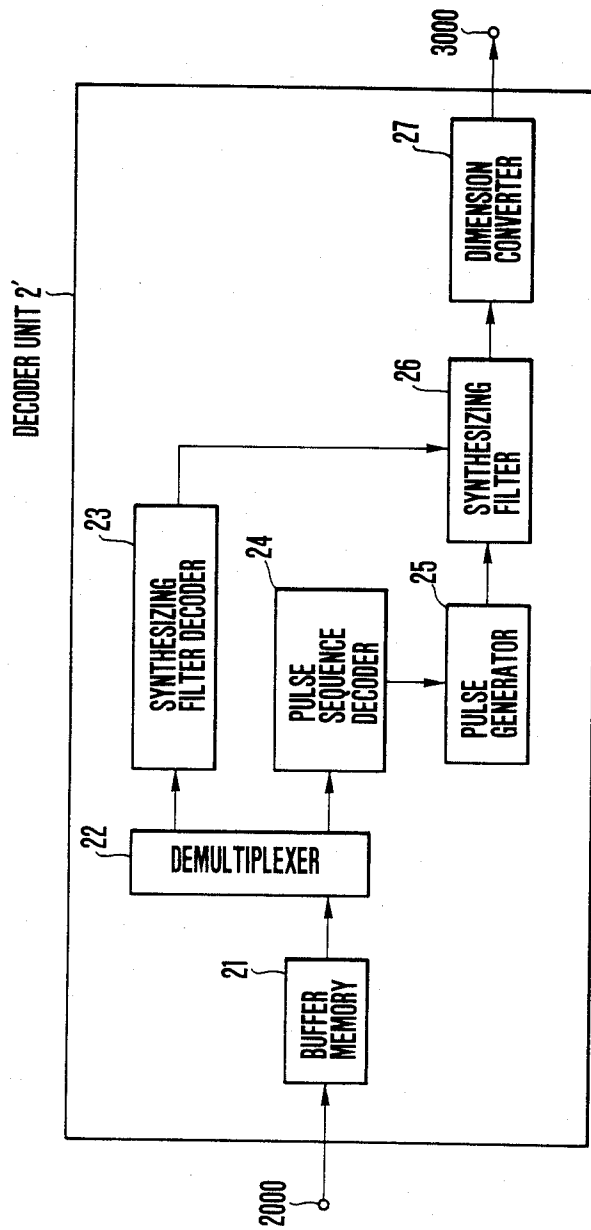 DECODER UNIT 2'
2000
21
BUFFER
MEMORY
22
DEMULTIPLEXER
23
SYNTHESIZING
FILTER DECODER
24
PULSE
SEQUENCE
DECODER
25
PULSE
GENERATOR
26
SYNTHESIZING
FILTER
27
DIMENSION
CONVERTER
3000